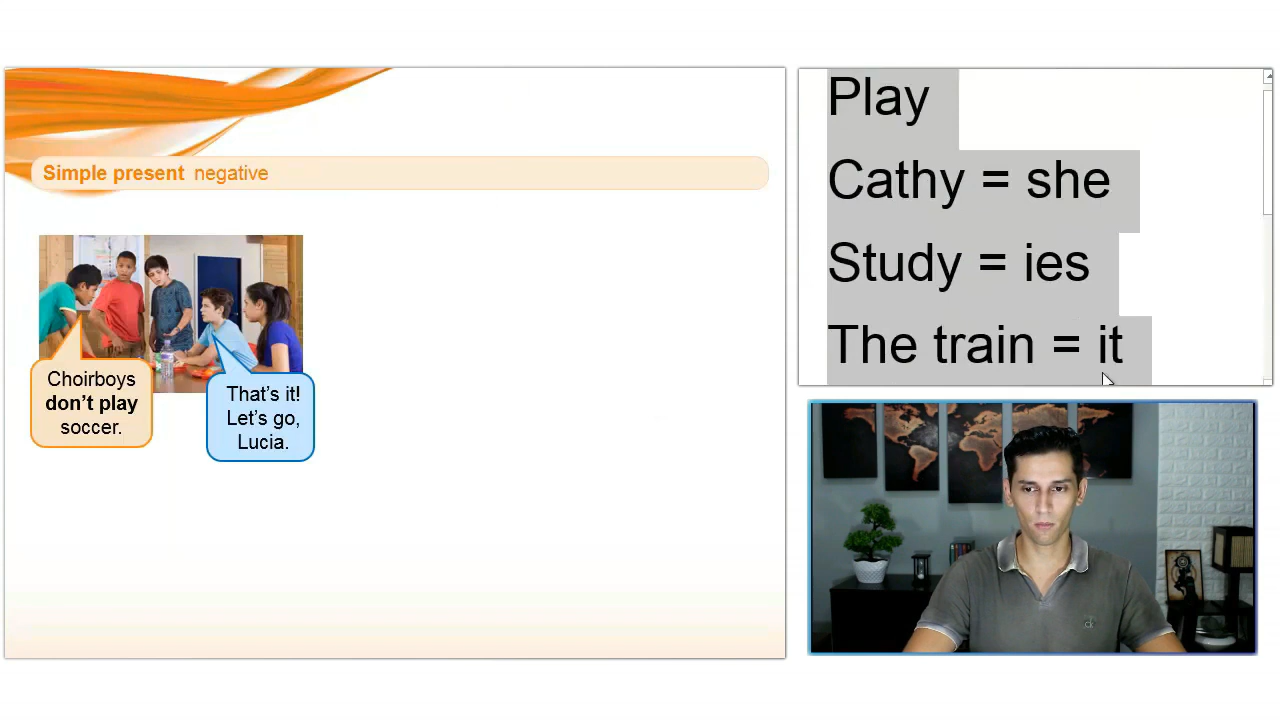 Simple present negative
Choirboys
don't play
soccer.
That's it!
Let's go,
Lucia.
Play
Cathy = she
Study = ies
The train = it